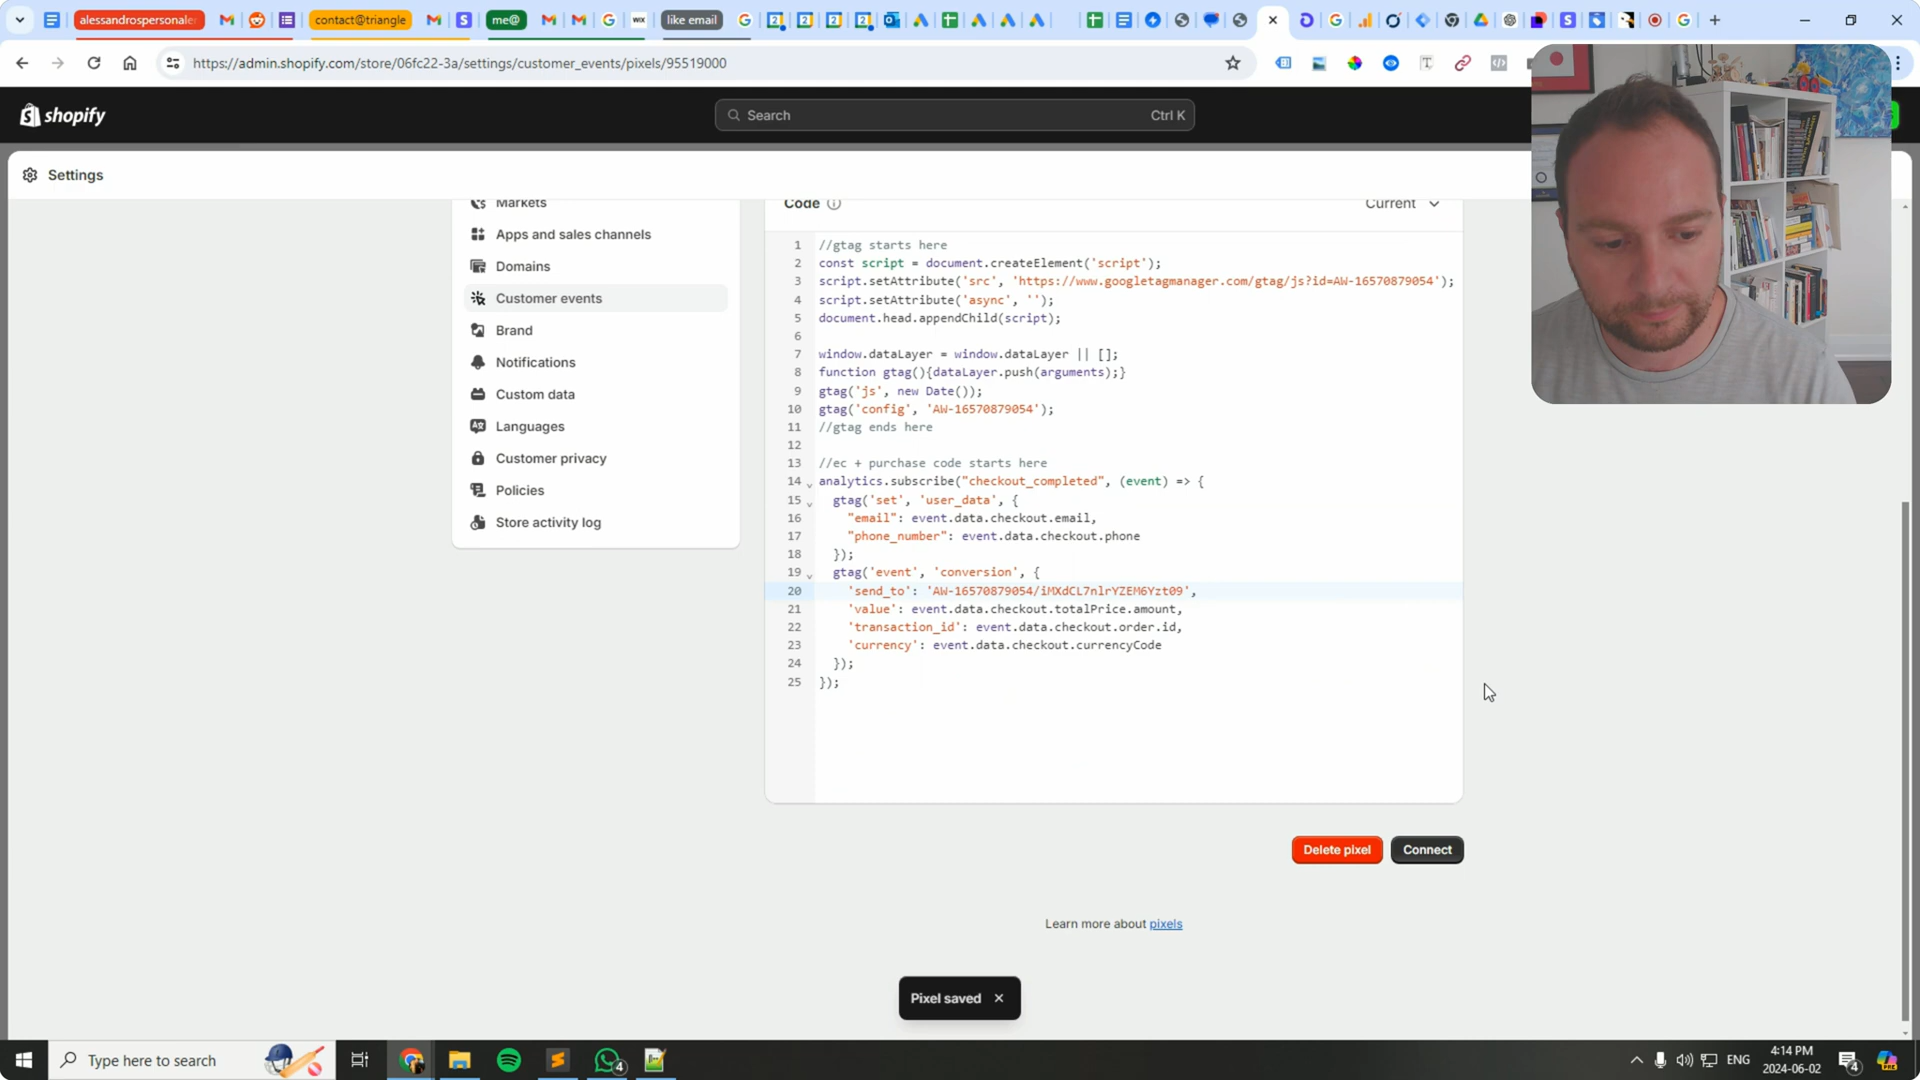 alessandrospersonale
contact@triangle
me@
WIX
like email
https://admin.shopify.com/store/06fc22-3a/settings/customer_events/pixels/95519000
shopify
Search
Ctrl K
Settings
Markets
Apps and sales channels
Domains
Customer events
Brand
Notifications
Custom data
Languages
Customer privacy
Policies
Store activity log
Code
Current
1 //gtag starts here
2 const script = document.createElement('script');
3 script.setAttribute('src', 'https://www.googletagmanager.com/gtag/js?id=AW-16570879054');
4 script.setAttribute('async', '');
5 document.head.appendChild(script);
6
7 window.dataLayer = window.dataLayer || [];
8 function gtag(){dataLayer.push(arguments);}
9 gtag('js', new Date());
10 gtag('config', 'AW-16570879054');
11 //gtag ends here
12
13 //ec + purchase code starts here
14 analytics.subscribe("checkout_completed", (event) => {
15 gtag('set', 'user_data', {
16 "email": event.data.checkout.email,
17 "phone_number": event.data.checkout.phone
18 });
19 gtag('event', 'conversion', {
20 'send_to': 'AW-16570879054/iMXdCL7nlrYZEM6Yzt09',
21 'value': event.data.checkout.totalPrice.amount,
22 'transaction_id': event.data.checkout.order.id,
23 'currency': event.data.checkout.currencyCode
24 });
25 });
Delete pixel
Connect
Learn more about pixels
Pixel saved
Type here to search
4
ENG
4:14 PM
2024-06-02
4